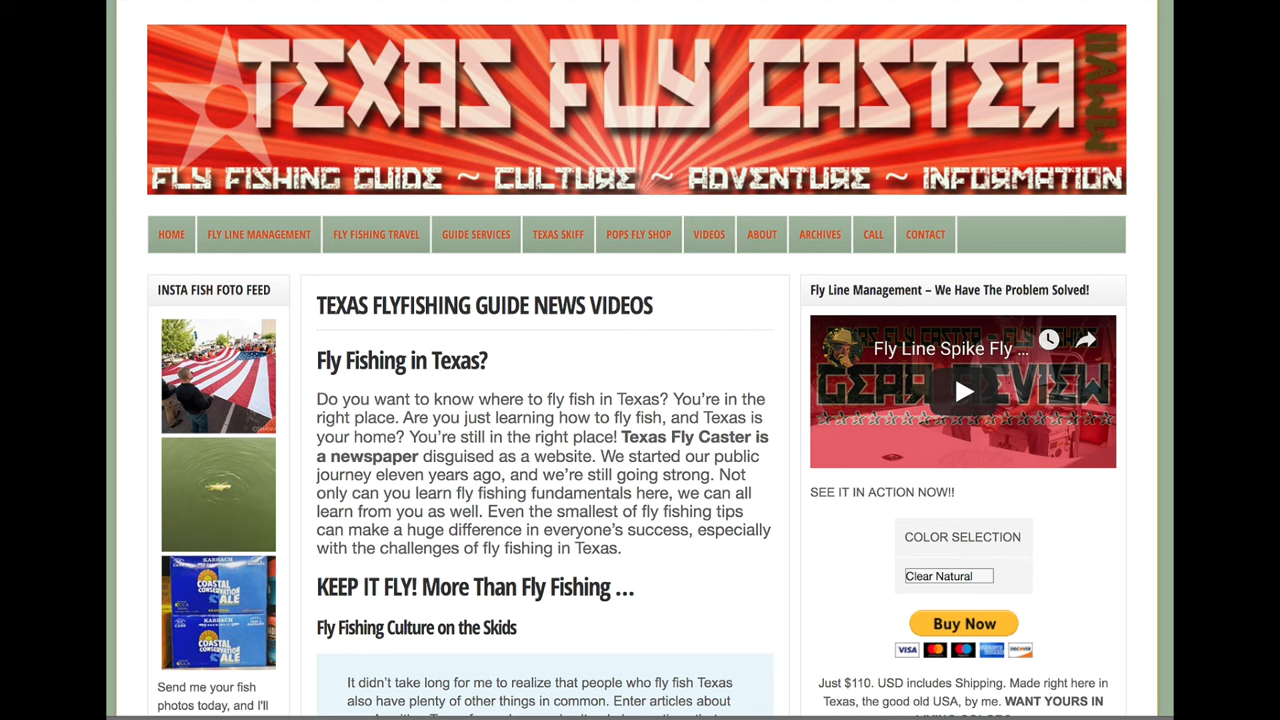 TEXAS FLY CASTER
MMVII
FLY FISHING GUIDE ~ CULTURE ~ ADVENTURE ~ INFORMATION
HOME
FLY LINE MANAGEMENT
FLY FISHING TRAVEL
GUIDE SERVICES
TEXAS SKIFF
POPS FLY SHOP
VIDEOS
ABOUT
ARCHIVES
CALL
CONTACT
INSTA FISH FOTO FEED
KARBACH
COASTAL
CONSERVATION
ALE
KARBACH
COASTAL
CONSERVATION
ALE
Send me your fish
photos today, and I'll
TEXAS FLYFISHING GUIDE NEWS VIDEOS
Fly Fishing in Texas?
Do you want to know where to fly fish in Texas? You’re in the
right place. Are you just learning how to fly fish, and Texas is
your home? You’re still in the right place! Texas Fly Caster is
a newspaper disguised as a website. We started our public
journey eleven years ago, and we’re still going strong. Not
only can you learn fly fishing fundamentals here, we can all
learn from you as well. Even the smallest of fly fishing tips
can make a huge difference in everyone’s success, especially
with the challenges of fly fishing in Texas.
KEEP IT FLY! More Than Fly Fishing …
Fly Fishing Culture on the Skids
It didn’t take long for me to realize that people who fly fish Texas
also have plenty of other things in common. Enter articles about
Fly Line Management – We Have The Problem Solved!
Fly Line Spike Fly ...
GEAR REVIEW
SEE IT IN ACTION NOW!!
COLOR SELECTION
Clear Natural
Buy Now
VISA
DISCOVER
Just $110. USD includes Shipping. Made right here in
Texas, the good old USA, by me. WANT YOURS IN